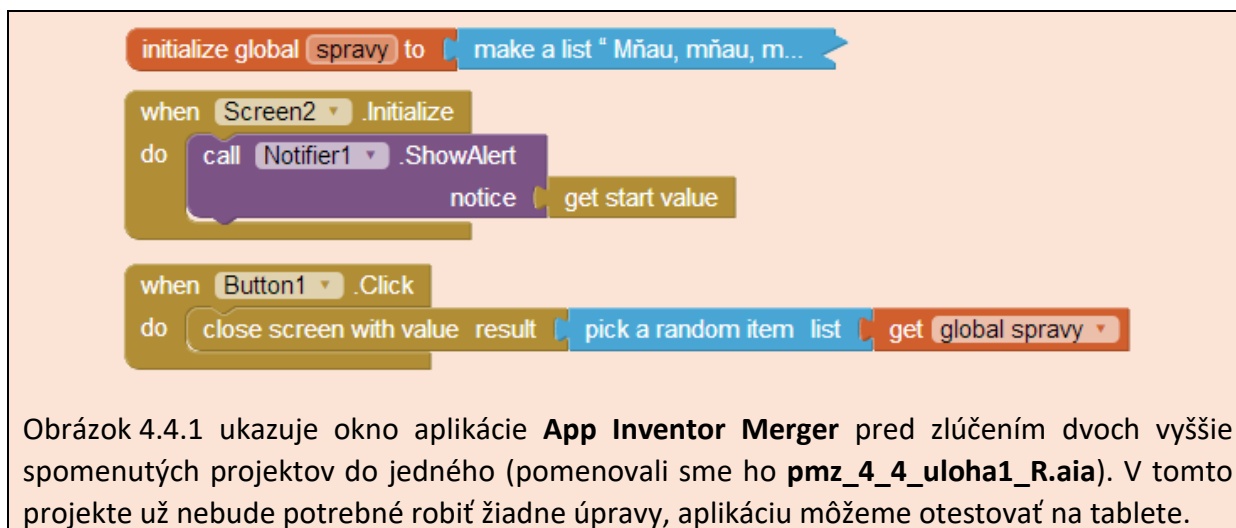 initialize global spravy to make a list " Mňau, mňau, m...
when Screen2 .Initialize
do call Notifier1 .ShowAlert
notice get start value
when Button1 .Click
do close screen with value result pick a random item list get global spravy
Obrázok 4.4.1 ukazuje okno aplikácie App Inventor Merger pred zlúčením dvoch vyššie
spomenutých projektov do jedného (pomenovali sme ho pmz_4_4_uloha1_R.aia). V tomto
projekte už nebude potrebné robiť žiadne úpravy, aplikáciu môžeme otestovať na tablete.